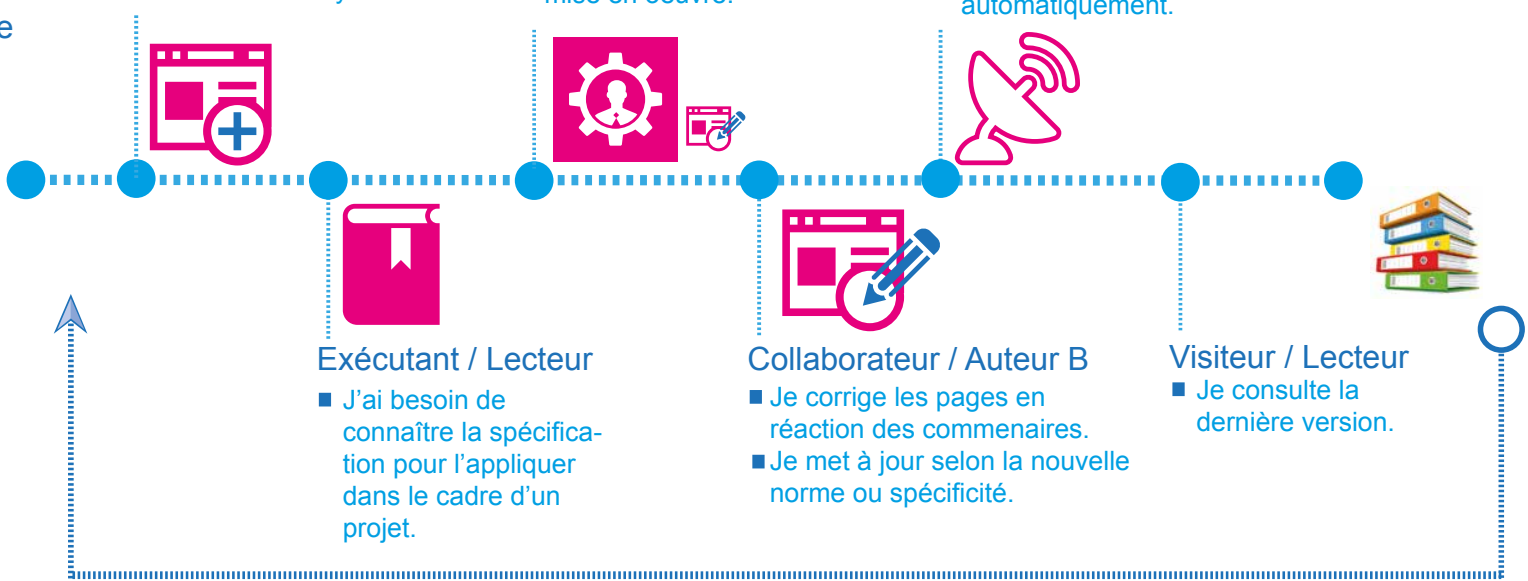 e
mise en oeuvre.
automatiquement.
Exécutant / Lecteur
■ J’ai besoin de
connaître la spécifica-
tion pour l’appliquer
dans le cadre d’un
projet.
Collaborateur / Auteur B
■ Je corrige les pages en
réaction des commenaires.
■ Je met à jour selon la nouvelle
norme ou spécificité.
Visiteur / Lecteur
■ Je consulte la
dernière version.